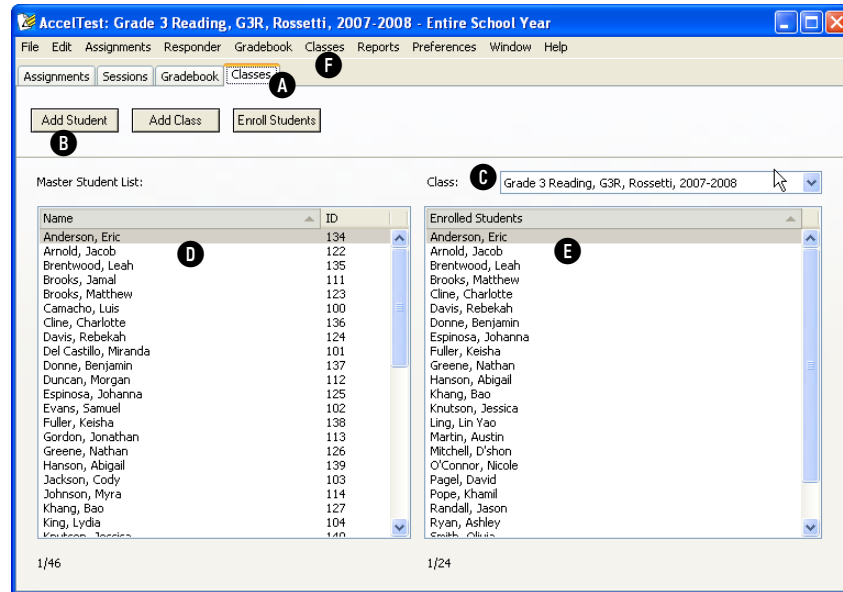 AccelTest: Grade 3 Reading, G3R, Rossetti, 2007-2008 - Entire School Year
File Edit Assignments Responder Gradebook Classes Reports Preferences Window Help
F
Assignments Sessions Gradebook Classes
A
Add Student Add Class Enroll Students
B
Master Student List:
Class: C Grade 3 Reading, G3R, Rossetti, 2007-2008
Name ID
Anderson, Eric 134
Arnold, Jacob 122
Brentwood, Leah 135
Brooks, Jamal 111
Brooks, Matthew 123
Camacho, Luis 100
Cline, Charlotte 136
Davis, Rebekah 124
Del Castillo, Miranda 101
Donne, Benjamin 137
Duncan, Morgan 112
Espinosa, Johanna 125
Evans, Samuel 102
Fuller, Keisha 138
Gordon, Jonathan 113
Greene, Nathan 126
Hanson, Abigail 139
Jackson, Cody 103
Johnson, Myra 114
Khang, Bao 127
King, Lydia 104
Knutson, Jessica 140
D
1/46
Enrolled Students
Anderson, Eric
Arnold, Jacob
Brentwood, Leah
Brooks, Matthew
Cline, Charlotte
Davis, Rebekah
Donne, Benjamin
Espinosa, Johanna
Fuller, Keisha
Greene, Nathan
Hanson, Abigail
Khang, Bao
Knutson, Jessica
Ling, Lin Yao
Martin, Austin
Mitchell, D'shon
O'Connor, Nicole
Pagel, David
Pope, Khamil
Randall, Jason
Ryan, Ashley
Smith, Olivia
E
1/24